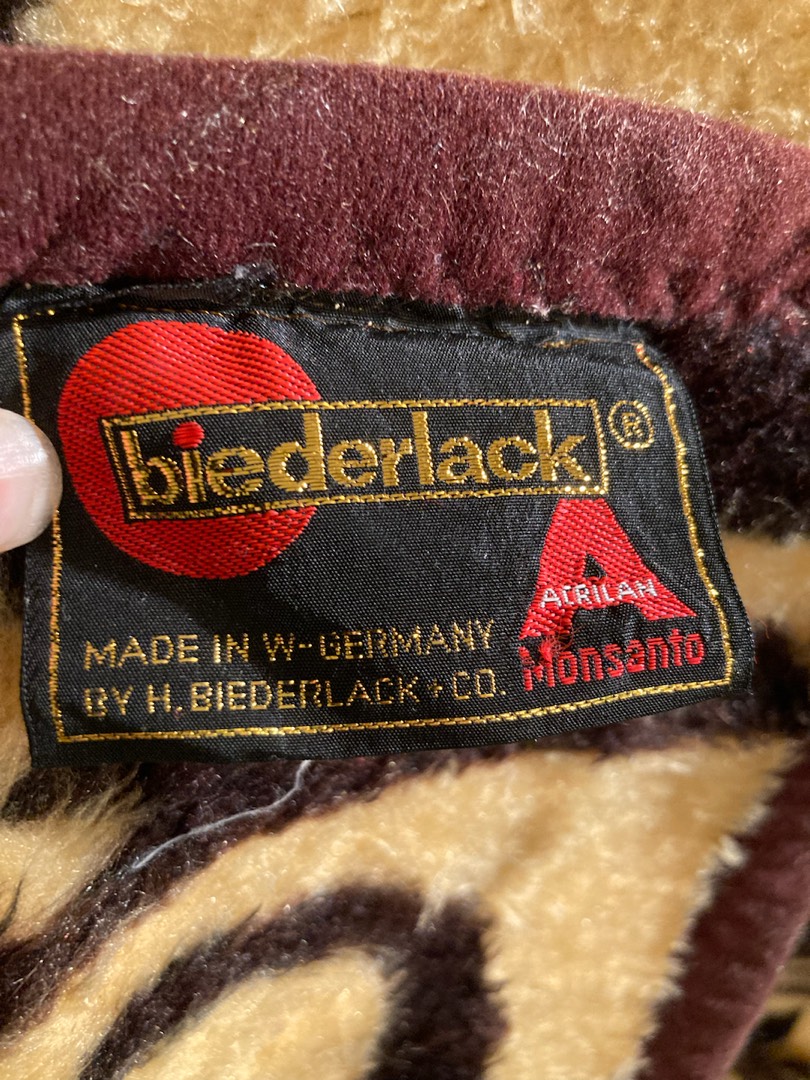 biederlack ®
A
ACRILAN
Monsanto
MADE IN W-GERMANY
BY H. BIEDERLACK + CO.